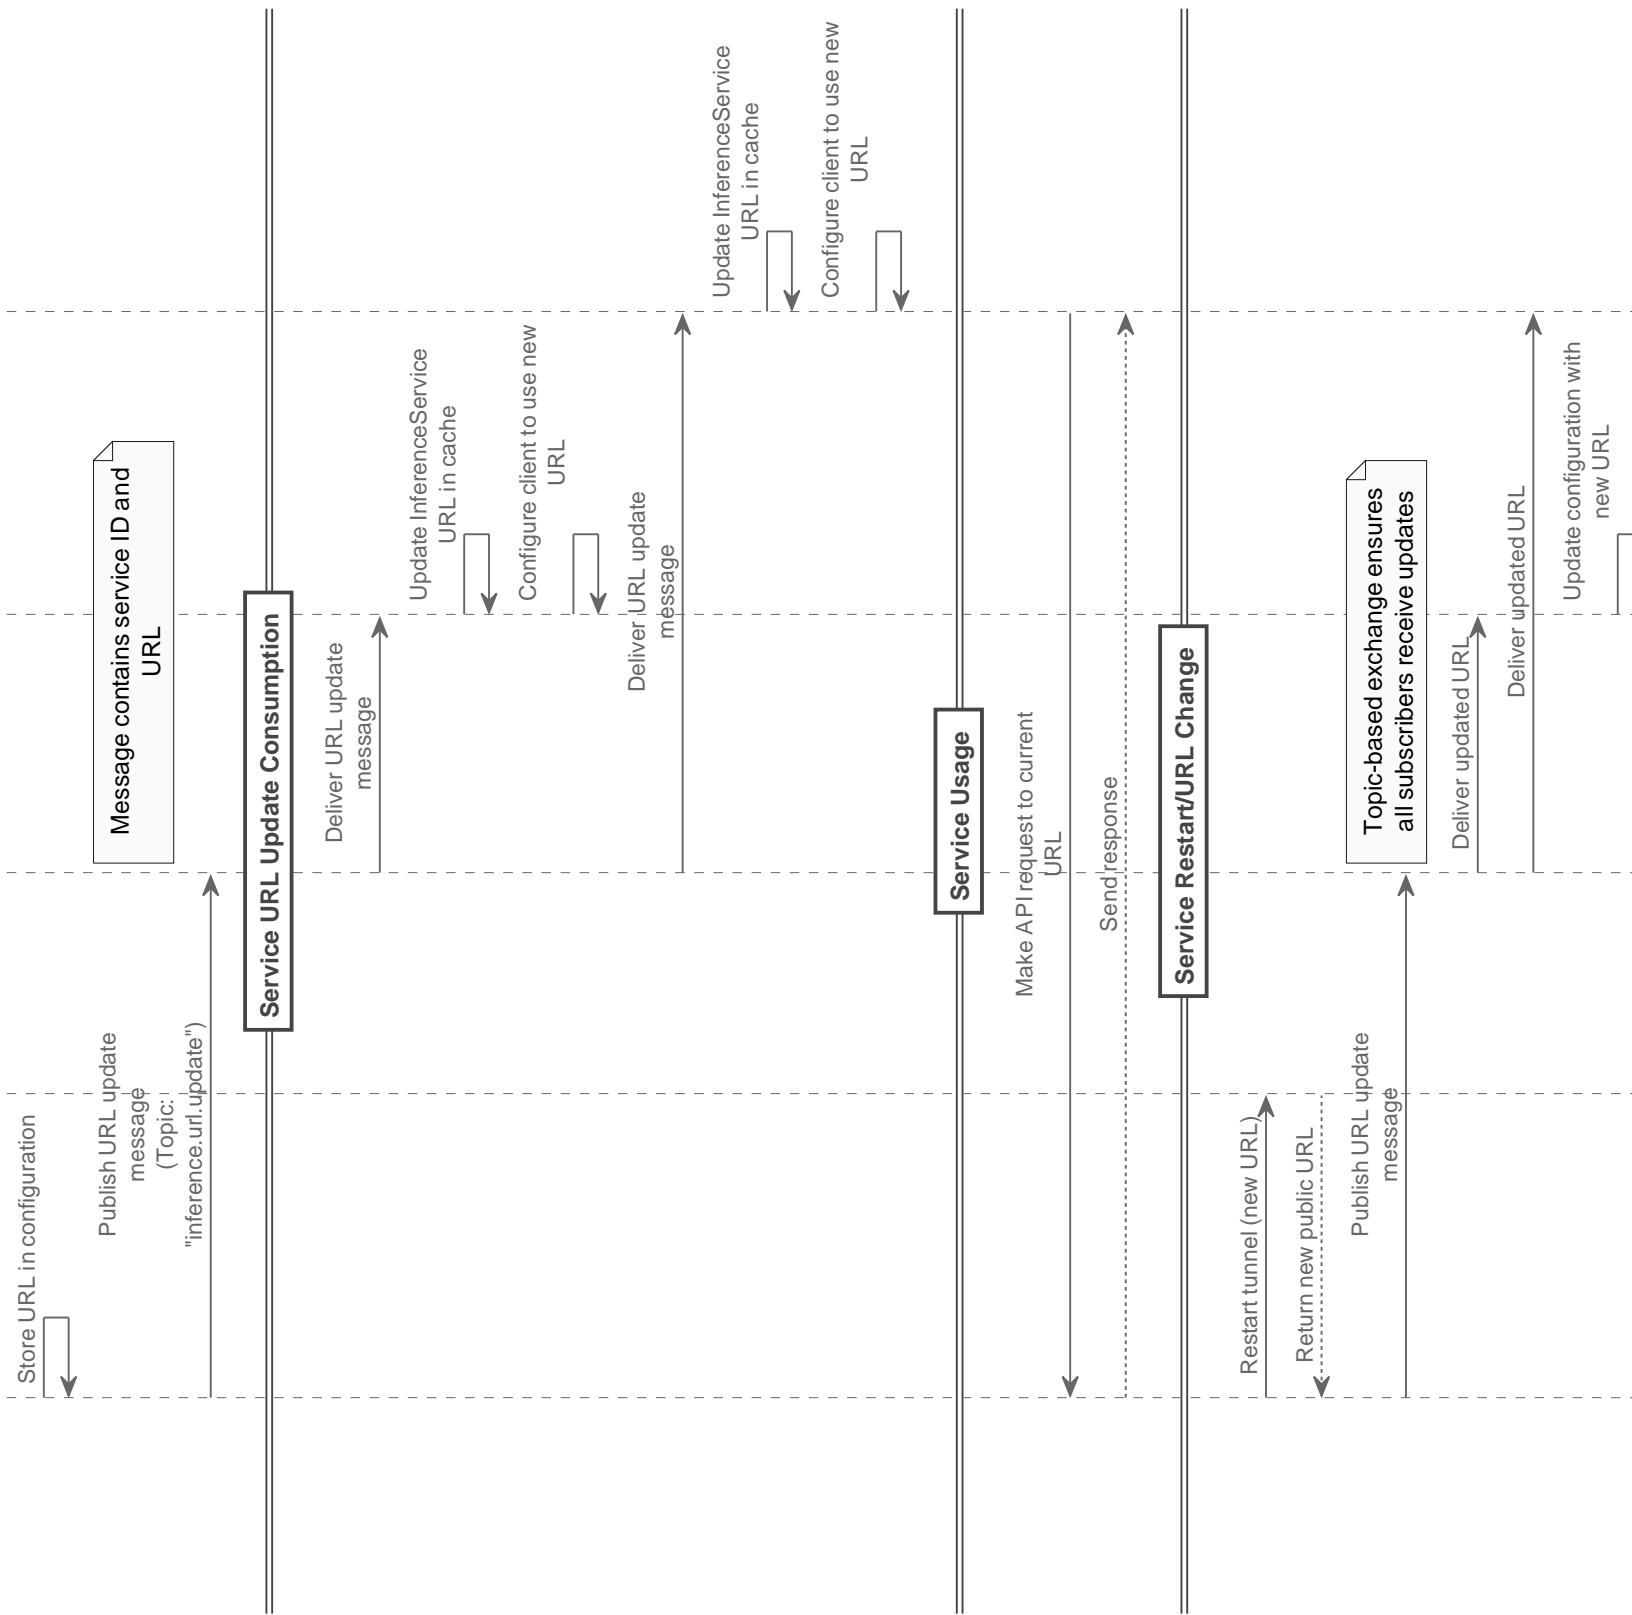 Store URL in configuration
Publish URL update
message
(Topic:
"inference.url.update")
Message contains service ID and
URL
Service URL Update Consumption
Deliver URL update
message
Update InferenceService
URL in cache
Configure client to use new
URL
Deliver URL update
message
Update InferenceService
URL in cache
Configure client to use new
URL
Service Usage
Make API request to current
URL
Send response
Service Restart/URL Change
Restart tunnel (new URL)
Return new public URL
Publish URL update
message
Topic-based exchange ensures
all subscribers receive updates
Deliver updated URL
Deliver updated URL
Update configuration with
new URL